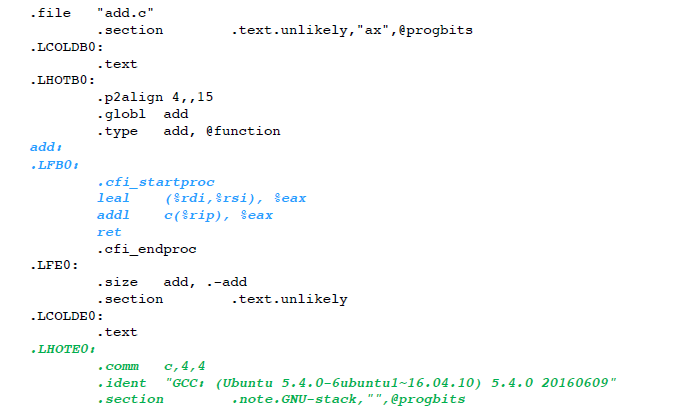 .file "add.c"
.section .text.unlikely,"ax",@progbits
.LCOLDB0:
.text
.LHOTB0:
.p2align 4,,15
.globl add
.type add, @function
add:
.LFB0:
.cfi_startproc
leal (%rdi,%rsi), %eax
addl c(%rip), %eax
ret
.cfi_endproc
.LFE0:
.size add, .-add
.section .text.unlikely
.LCOLDE0:
.text
.LHOTE0:
.comm c,4,4
.ident "GCC: (Ubuntu 5.4.0-6ubuntu1~16.04.10) 5.4.0 20160609"
.section .note.GNU-stack,"",@progbits